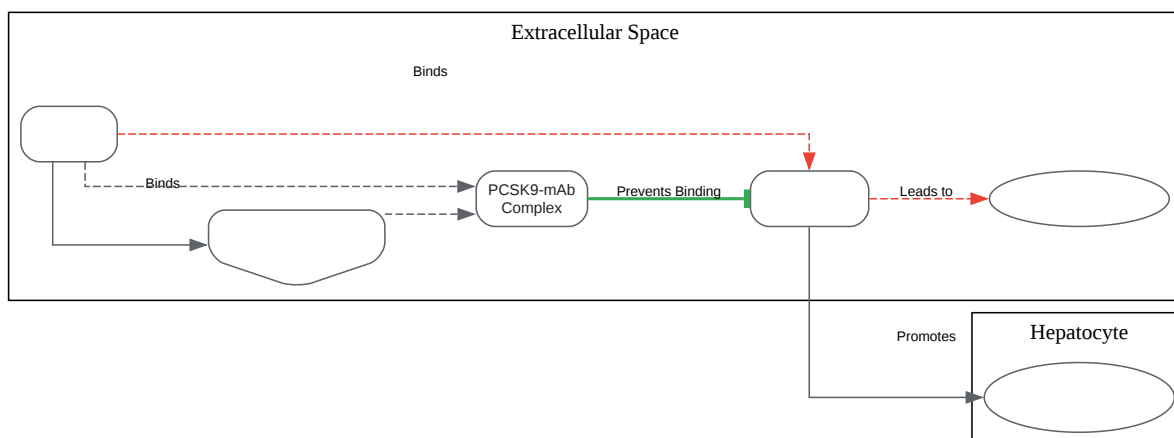 Extracellular Space
Binds
Binds
PCSK9-mAb
Complex
Prevents Binding
Leads to
Promotes
Hepatocyte